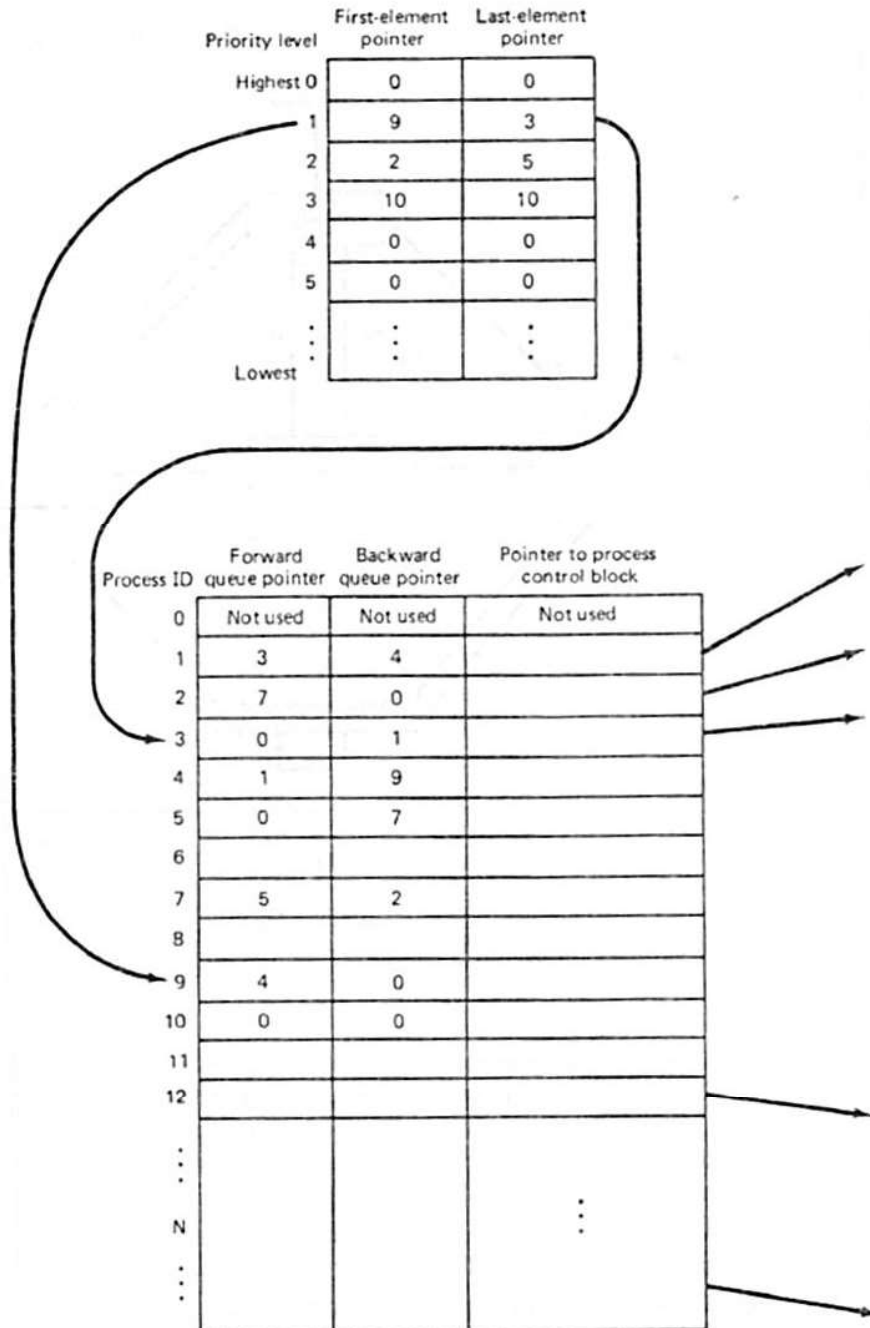 First-element Last-element
Priority level pointer pointer
Highest 0 0 0
1 9 3
2 2 5
3 10 10
4 0 0
5 0 0
⋮ ⋮ ⋮
Lowest
Forward Backward Pointer to process
Process ID queue pointer queue pointer control block
0 Not used Not used Not used
1 3 4
2 7 0
3 0 1
4 1 9
5 0 7
6
7 5 2
8
9 4 0
10 0 0
11
12
⋮
N ⋮
⋮